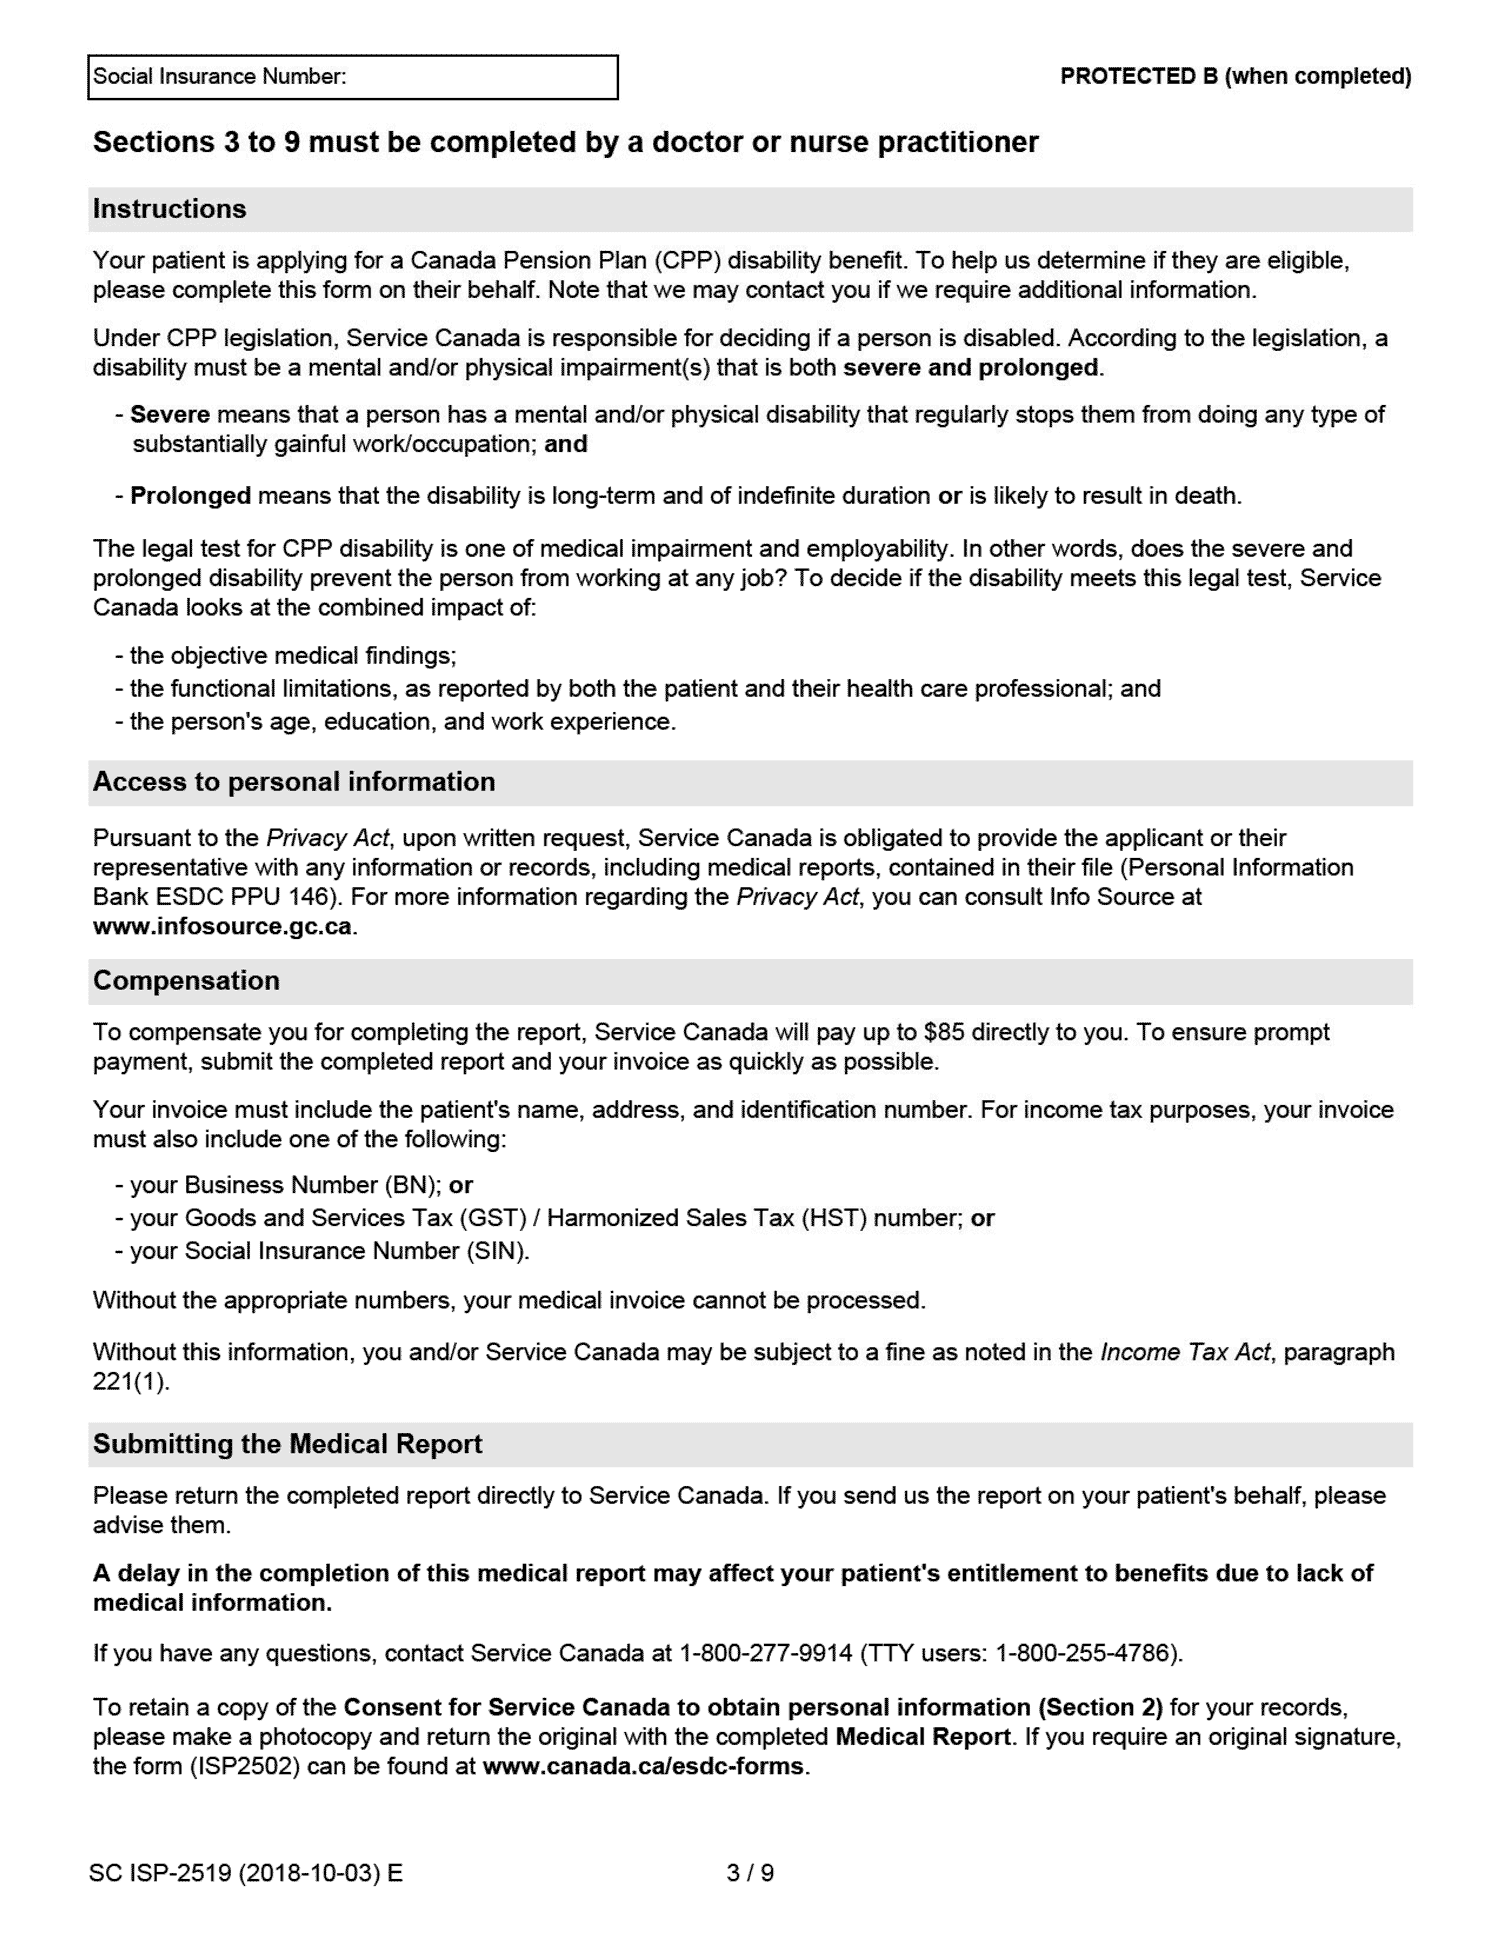 Social Insurance Number:
PROTECTED B (when completed)
Sections 3 to 9 must be completed by a doctor or nurse practitioner
Instructions
Your patient is applying for a Canada Pension Plan (CPP) disability benefit. To help us determine if they are eligible,
please complete this form on their behalf. Note that we may contact you if we require additional information.
Under CPP legislation, Service Canada is responsible for deciding if a person is disabled. According to the legislation, a
disability must be a mental and/or physical impairment(s) that is both severe and prolonged.
- Severe means that a person has a mental and/or physical disability that regularly stops them from doing any type of
substantially gainful work/occupation; and
- Prolonged means that the disability is long-term and of indefinite duration or is likely to result in death.
The legal test for CPP disability is one of medical impairment and employability. In other words, does the severe and
prolonged disability prevent the person from working at any job? To decide if the disability meets this legal test, Service
Canada looks at the combined impact of:
- the objective medical findings;
- the functional limitations, as reported by both the patient and their health care professional; and
- the person's age, education, and work experience.
Access to personal information
Pursuant to the Privacy Act, upon written request, Service Canada is obligated to provide the applicant or their
representative with any information or records, including medical reports, contained in their file (Personal Information
Bank ESDC PPU 146). For more information regarding the Privacy Act, you can consult Info Source at
www.infosource.gc.ca.
Compensation
To compensate you for completing the report, Service Canada will pay up to $85 directly to you. To ensure prompt
payment, submit the completed report and your invoice as quickly as possible.
Your invoice must include the patient's name, address, and identification number. For income tax purposes, your invoice
must also include one of the following:
- your Business Number (BN); or
- your Goods and Services Tax (GST) / Harmonized Sales Tax (HST) number; or
- your Social Insurance Number (SIN).
Without the appropriate numbers, your medical invoice cannot be processed.
Without this information, you and/or Service Canada may be subject to a fine as noted in the Income Tax Act, paragraph
221(1).
Submitting the Medical Report
Please return the completed report directly to Service Canada. If you send us the report on your patient's behalf, please
advise them.
A delay in the completion of this medical report may affect your patient's entitlement to benefits due to lack of
medical information.
If you have any questions, contact Service Canada at 1-800-277-9914 (TTY users: 1-800-255-4786).
To retain a copy of the Consent for Service Canada to obtain personal information (Section 2) for your records,
please make a photocopy and return the original with the completed Medical Report. If you require an original signature,
the form (ISP2502) can be found at www.canada.ca/esdc-forms.
SC ISP-2519 (2018-10-03) E
3 / 9